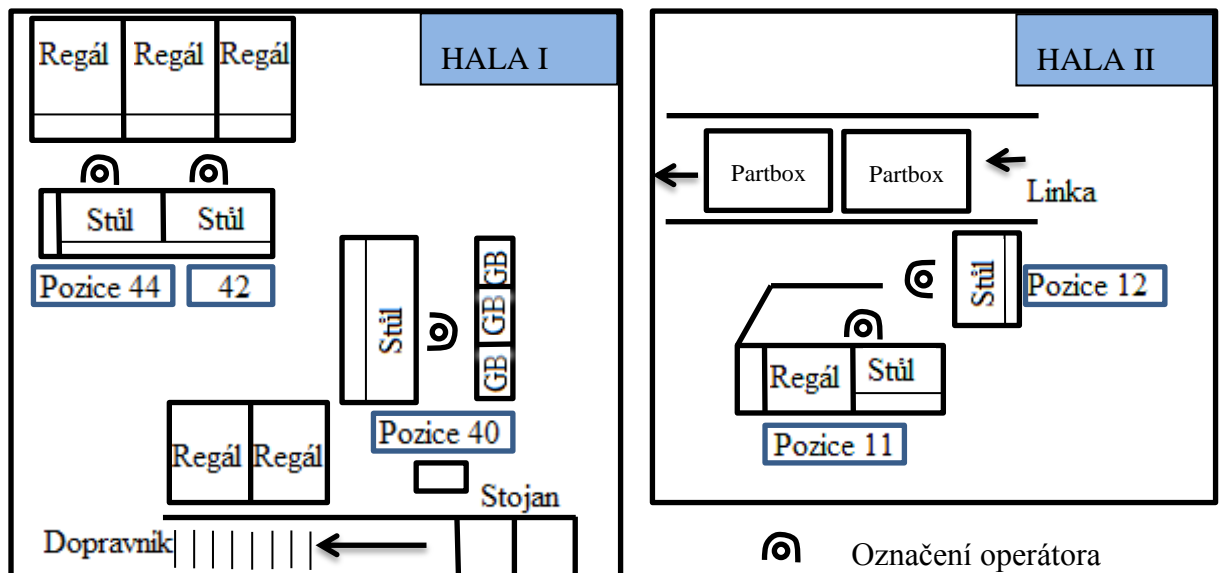 HALA I
Regál Regál Regál
Stůl Stůl
Pozice 44 42
Stůl
GB
GB
GB
Pozice 40
Regál Regál
Stojan
Dopravník
HALA II
Partbox Partbox
Linka
Stůl
Pozice 12
Regál Stůl
Pozice 11
Označení operátora